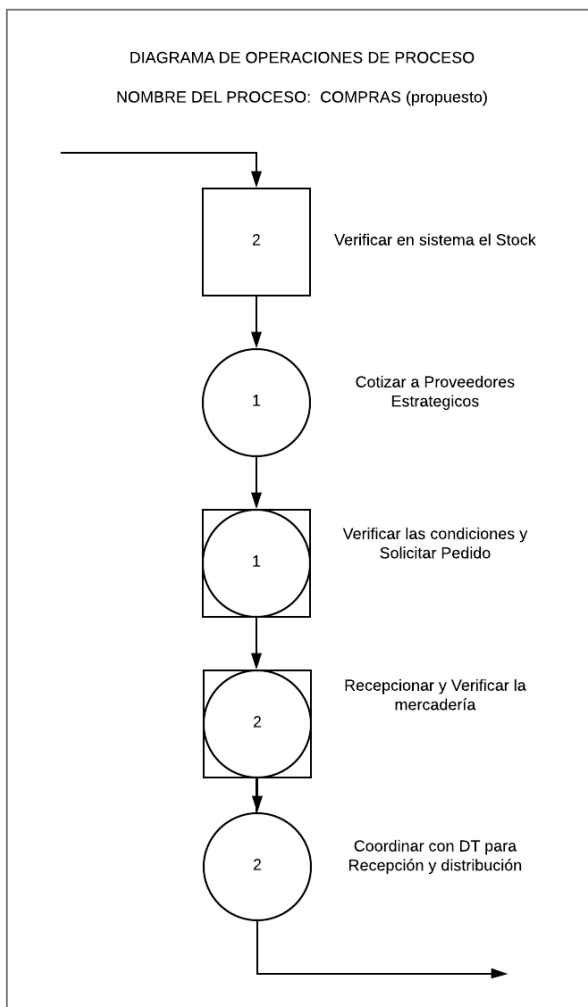 DIAGRAMA DE OPERACIONES DE PROCESO
NOMBRE DEL PROCESO: COMPRAS (propuesto)
2
Verificar en sistema el Stock
1
Cotizar a Proveedores
Estrategicos
1
Verificar las condiciones y
Solicitar Pedido
2
Recepcionar y Verificar la
mercadería
2
Coordinar con DT para
Recepción y distribución